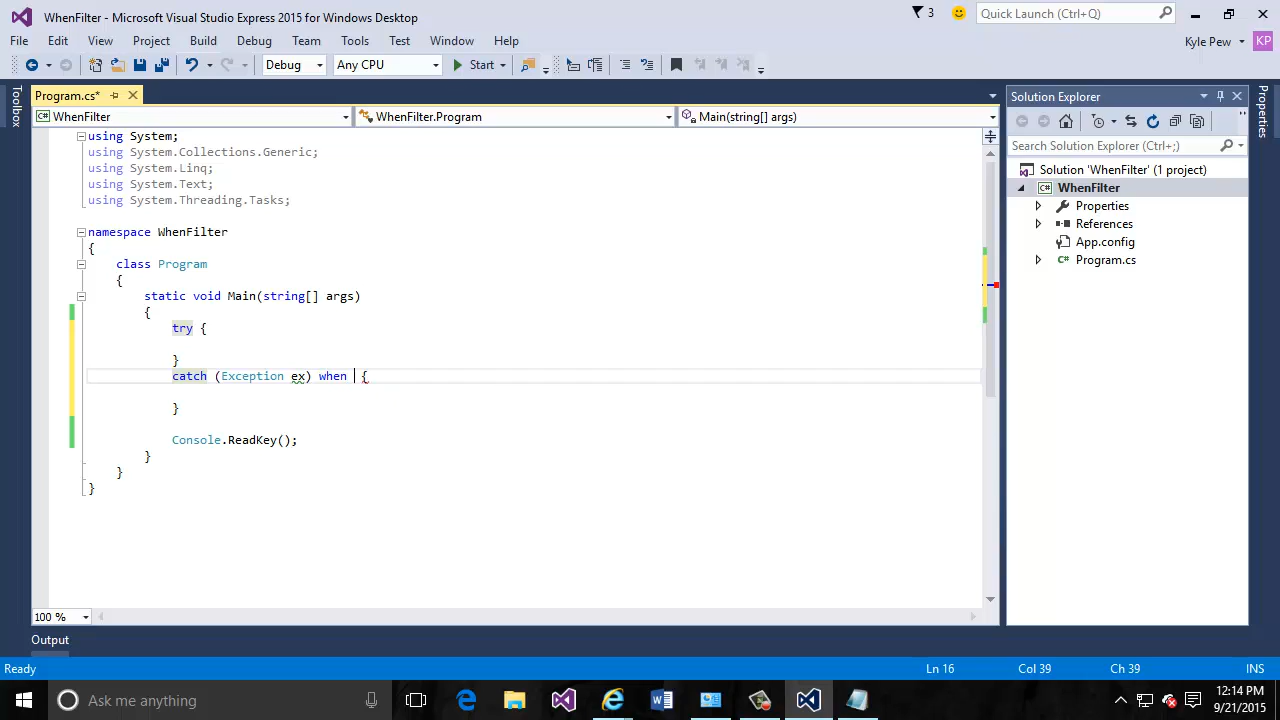 WhenFilter - Microsoft Visual Studio Express 2015 for Windows Desktop
3
Quick Launch (Ctrl+Q)
File Edit View Project Build Debug Team Tools Test Window Help
Kyle Pew KP
Debug Any CPU Start
Toolbox
Program.cs*
WhenFilter WhenFilter.Program Main(string[] args)
using System;
using System.Collections.Generic;
using System.Linq;
using System.Text;
using System.Threading.Tasks;
namespace WhenFilter
{
class Program
{
static void Main(string[] args)
{
try {
}
catch (Exception ex) when {
}
Console.ReadKey();
}
}
}
100 %
Solution Explorer
Search Solution Explorer (Ctrl+;)
Solution 'WhenFilter' (1 project)
C# WhenFilter
Properties
References
App.config
C# Program.cs
Properties
Output
Ready Ln 16 Col 39 Ch 39 INS
Ask me anything
12:14 PM
9/21/2015